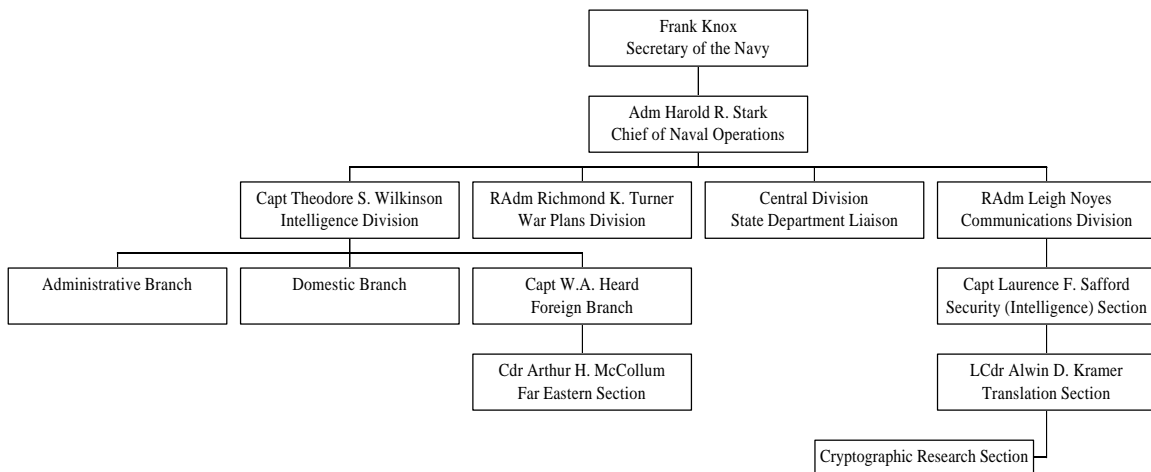 Frank Knox
Secretary of the Navy
Adm Harold R. Stark
Chief of Naval Operations
Capt Theodore S. Wilkinson
Intelligence Division
RAdm Richmond K. Turner
War Plans Division
Central Division
State Department Liaison
RAdm Leigh Noyes
Communications Division
Administrative Branch
Domestic Branch
Capt W.A. Heard
Foreign Branch
Capt Laurence F. Safford
Security (Intelligence) Section
Cdr Arthur H. McCollum
Far Eastern Section
LCdr Alwin D. Kramer
Translation Section
Cryptographic Research Section